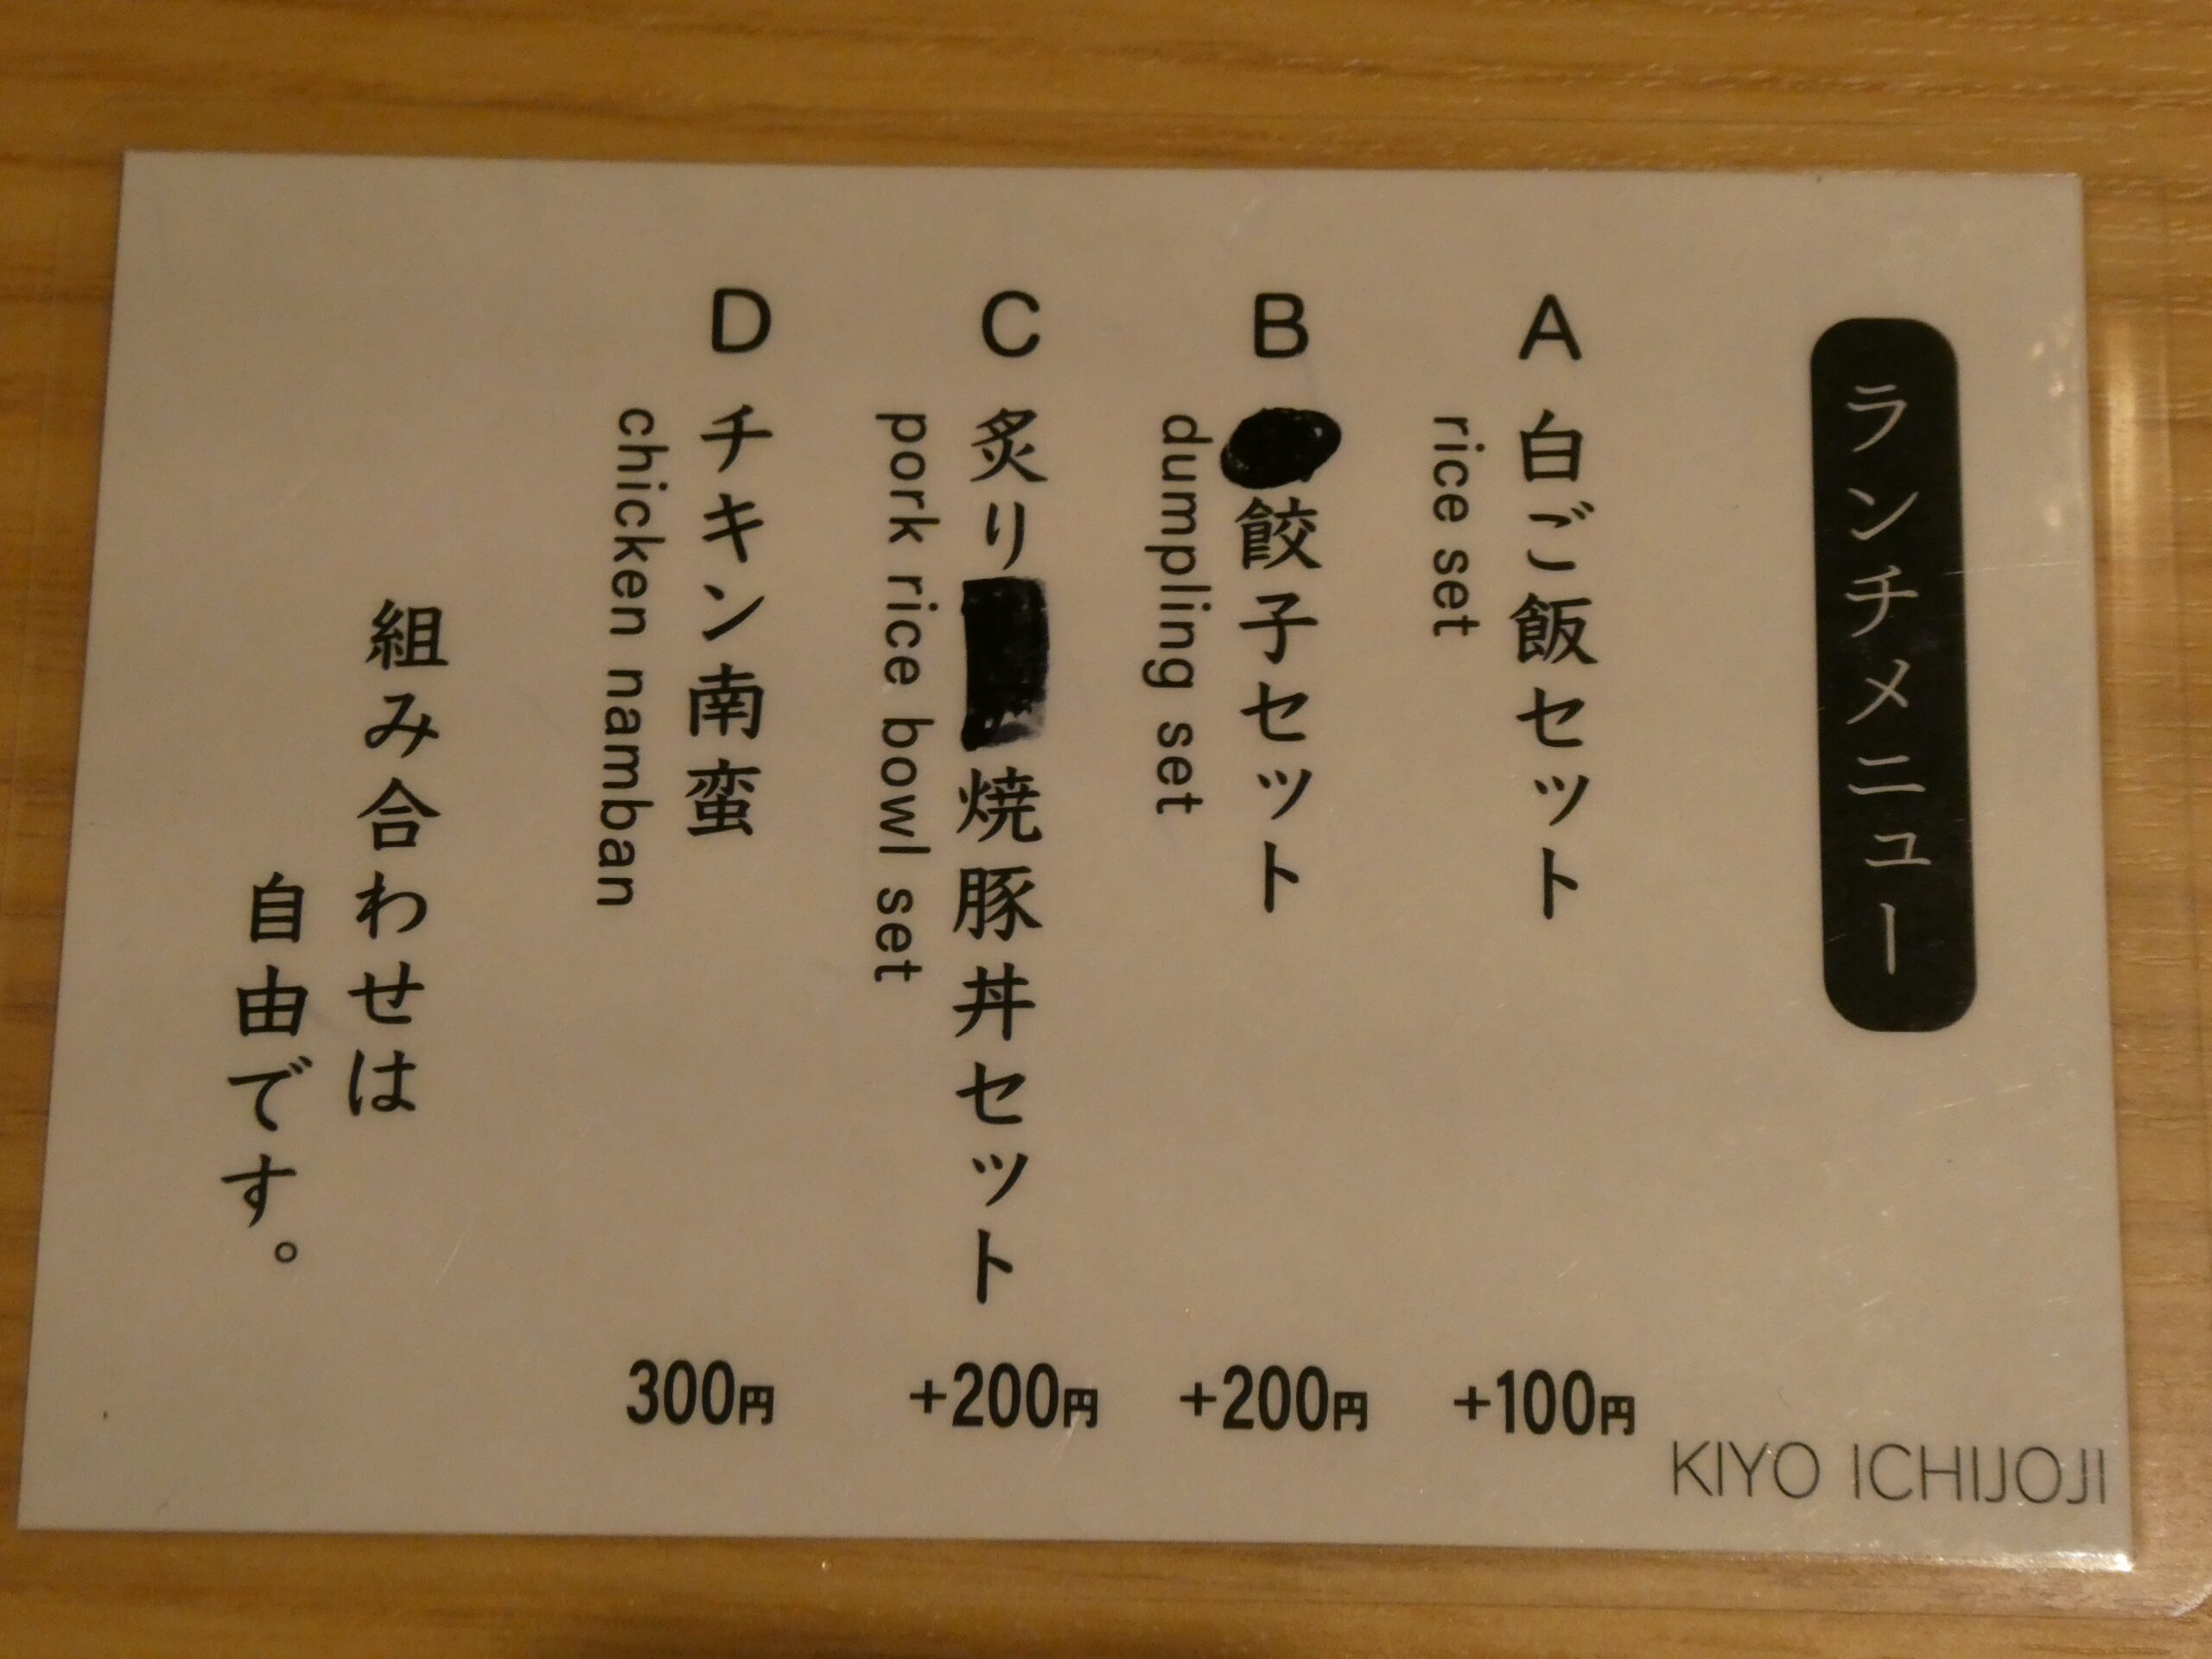 ランチメニュー
A 白ご飯セット +100円
rice set
B 餃子セット +200円
dumpling set
C 炙り焼豚丼セット +200円
pork rice bowl set
D チキン南蛮 300円
chicken namban
組み合わせは
自由です。
KIYO ICHIJOJI